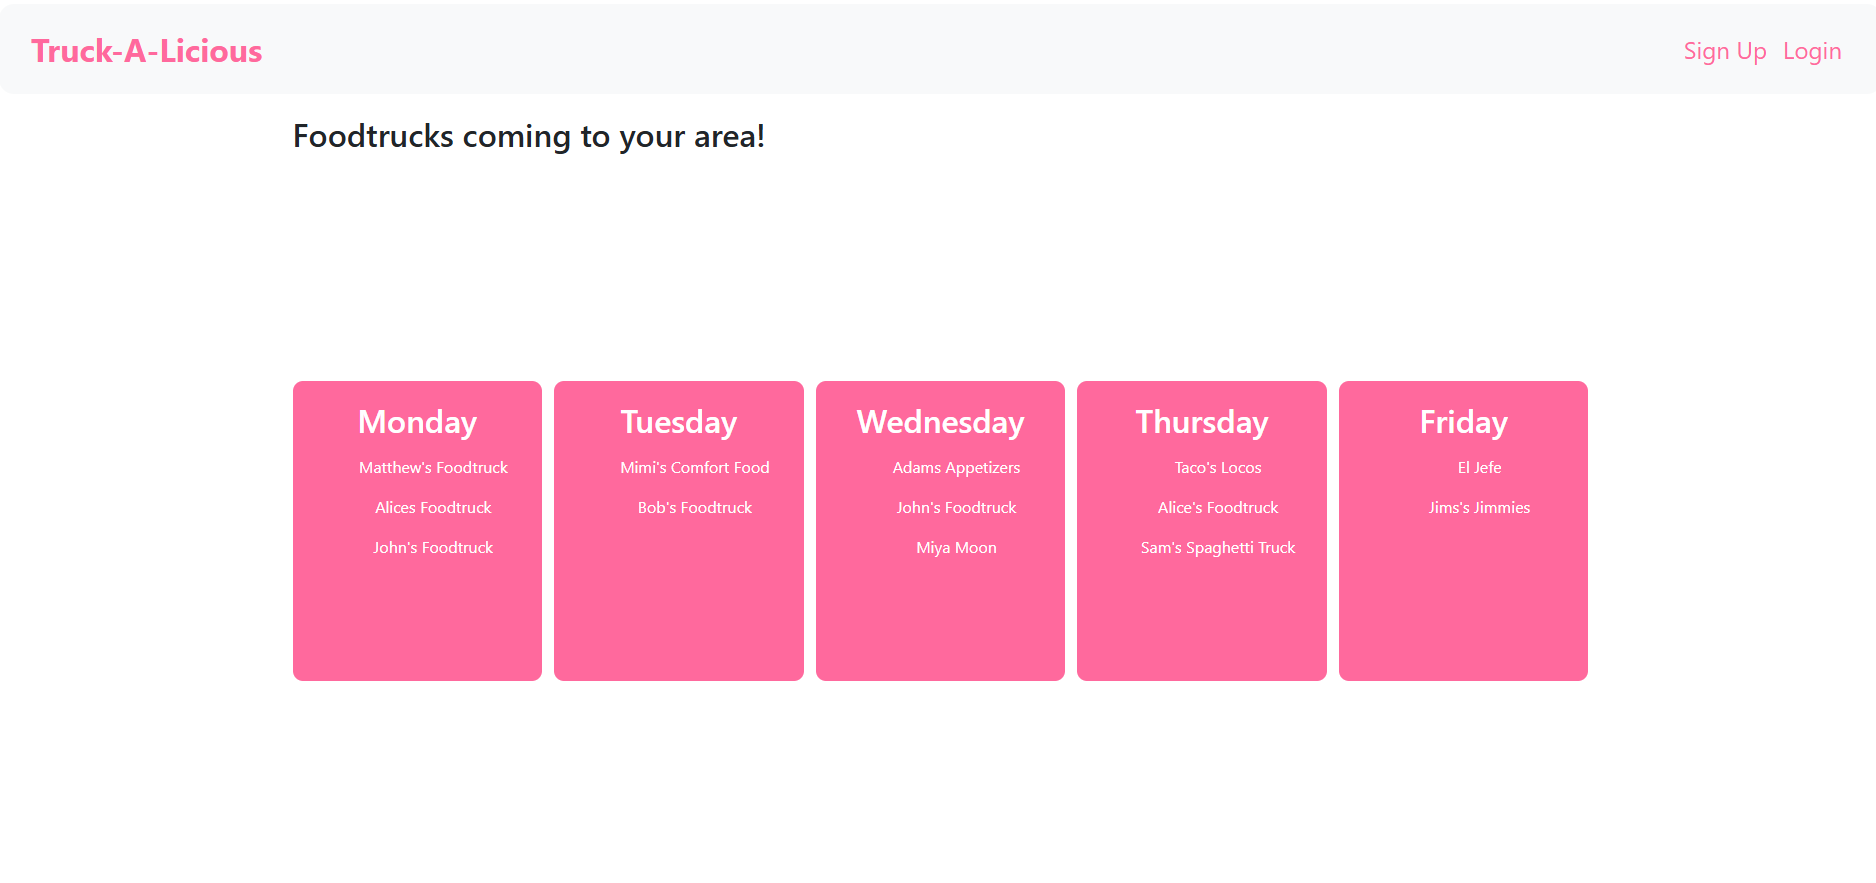 Truck-A-Licious
Sign Up Login
Foodtrucks coming to your area!
Monday
Matthew's Foodtruck
Alices Foodtruck
John's Foodtruck
Tuesday
Mimi's Comfort Food
Bob's Foodtruck
Wednesday
Adams Appetizers
John's Foodtruck
Miya Moon
Thursday
Taco's Locos
Alice's Foodtruck
Sam's Spaghetti Truck
Friday
El Jefe
Jims's Jimmies